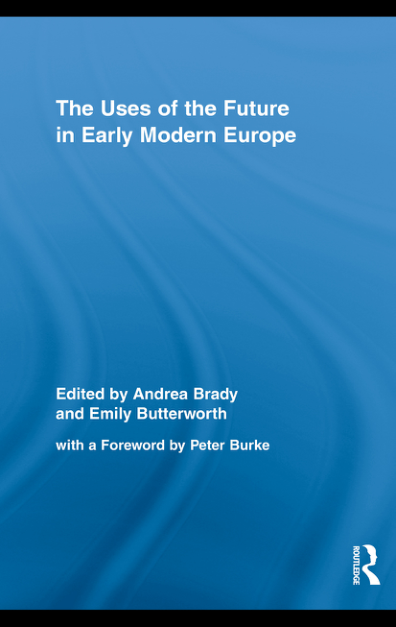 The Uses of the Future
in Early Modern Europe
Edited by Andrea Brady
and Emily Butterworth
with a Foreword by Peter Burke
ROUTLEDGE